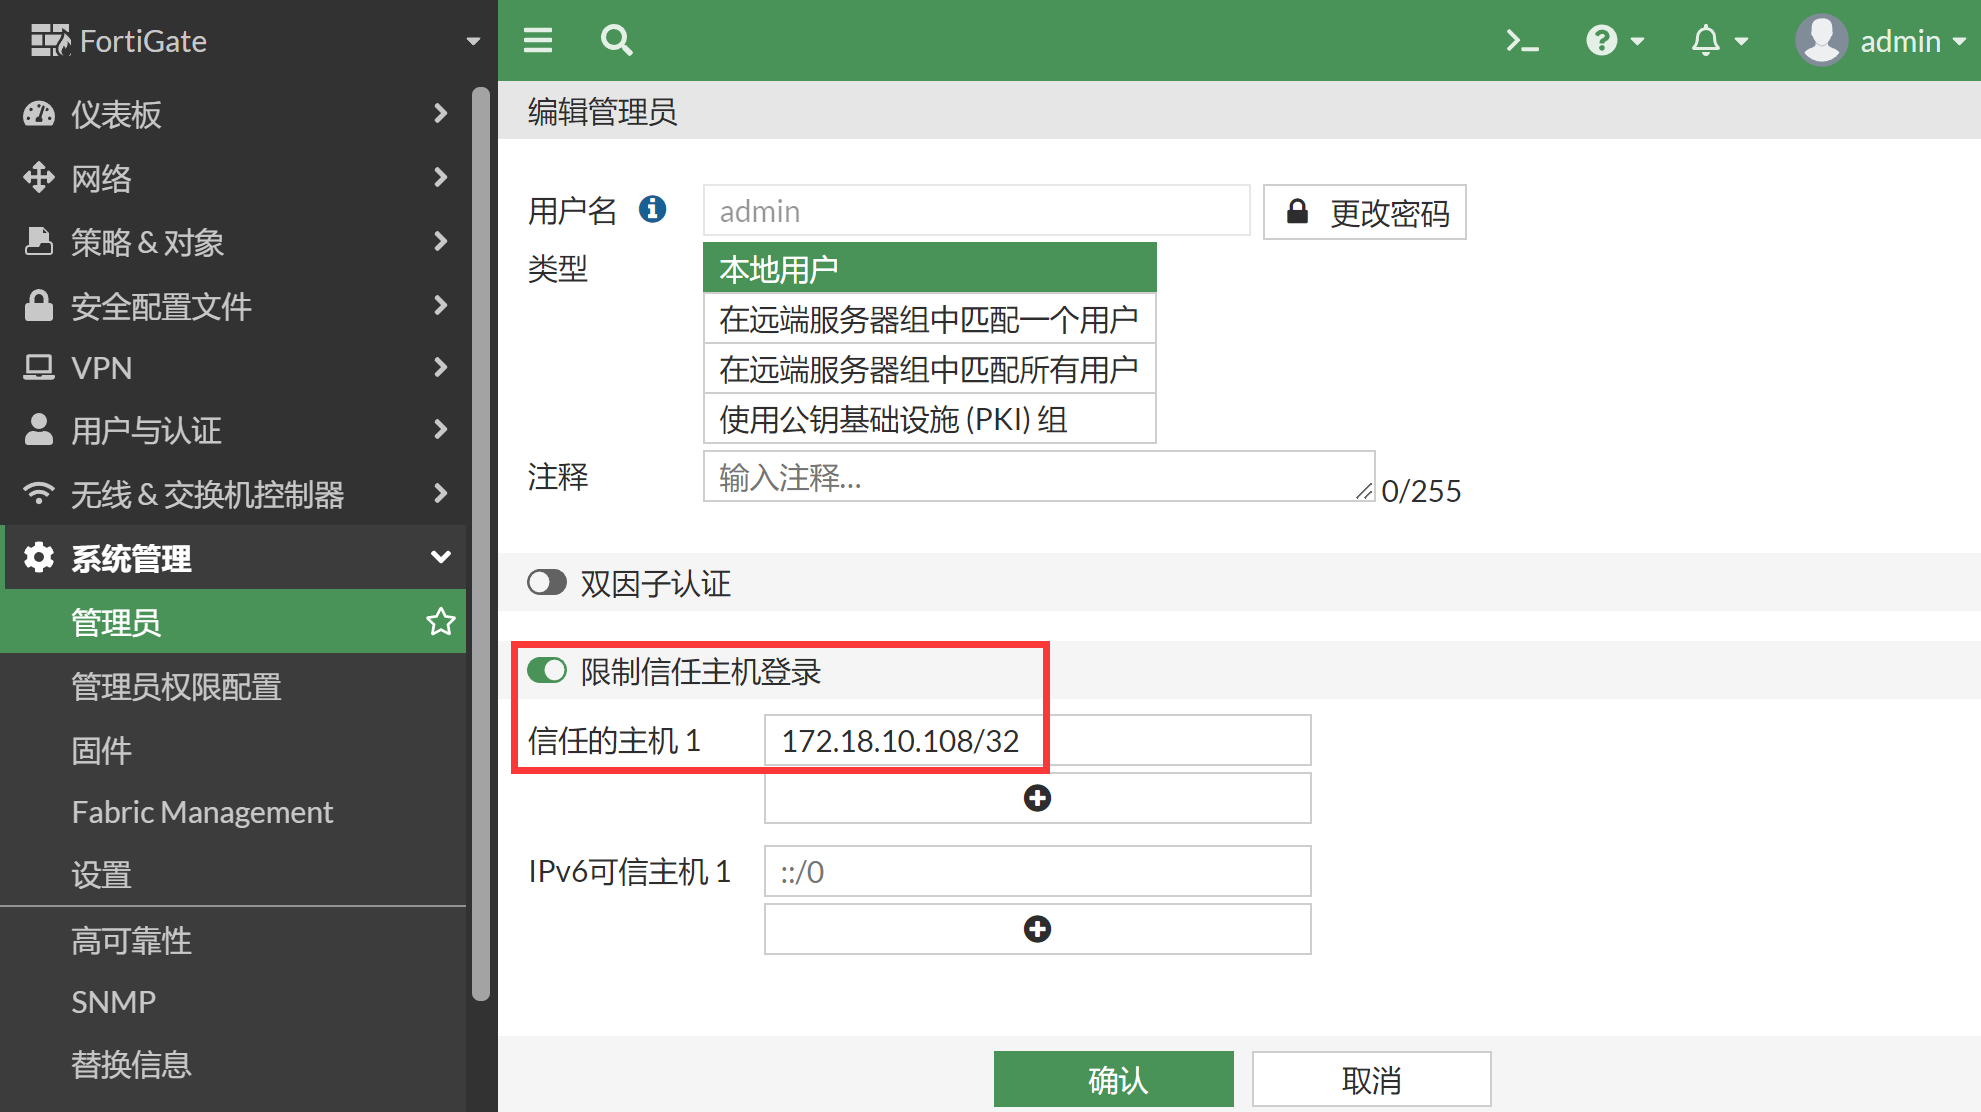 FortiGate
admin
仪表板
网络
策略 & 对象
安全配置文件
VPN
用户与认证
无线 & 交换机控制器
系统管理
管理员
管理员权限配置
固件
Fabric Management
设置
高可靠性
SNMP
替换信息
编辑管理员
用户名 admin 更改密码
类型 本地用户
在远端服务器组中匹配一个用户
在远端服务器组中匹配所有用户
使用公钥基础设施 (PKI) 组
注释 输入注释... 0/255
双因子认证
限制信任主机登录
信任的主机 1 172.18.10.108/32
IPv6可信主机 1 ::/0
确认 取消